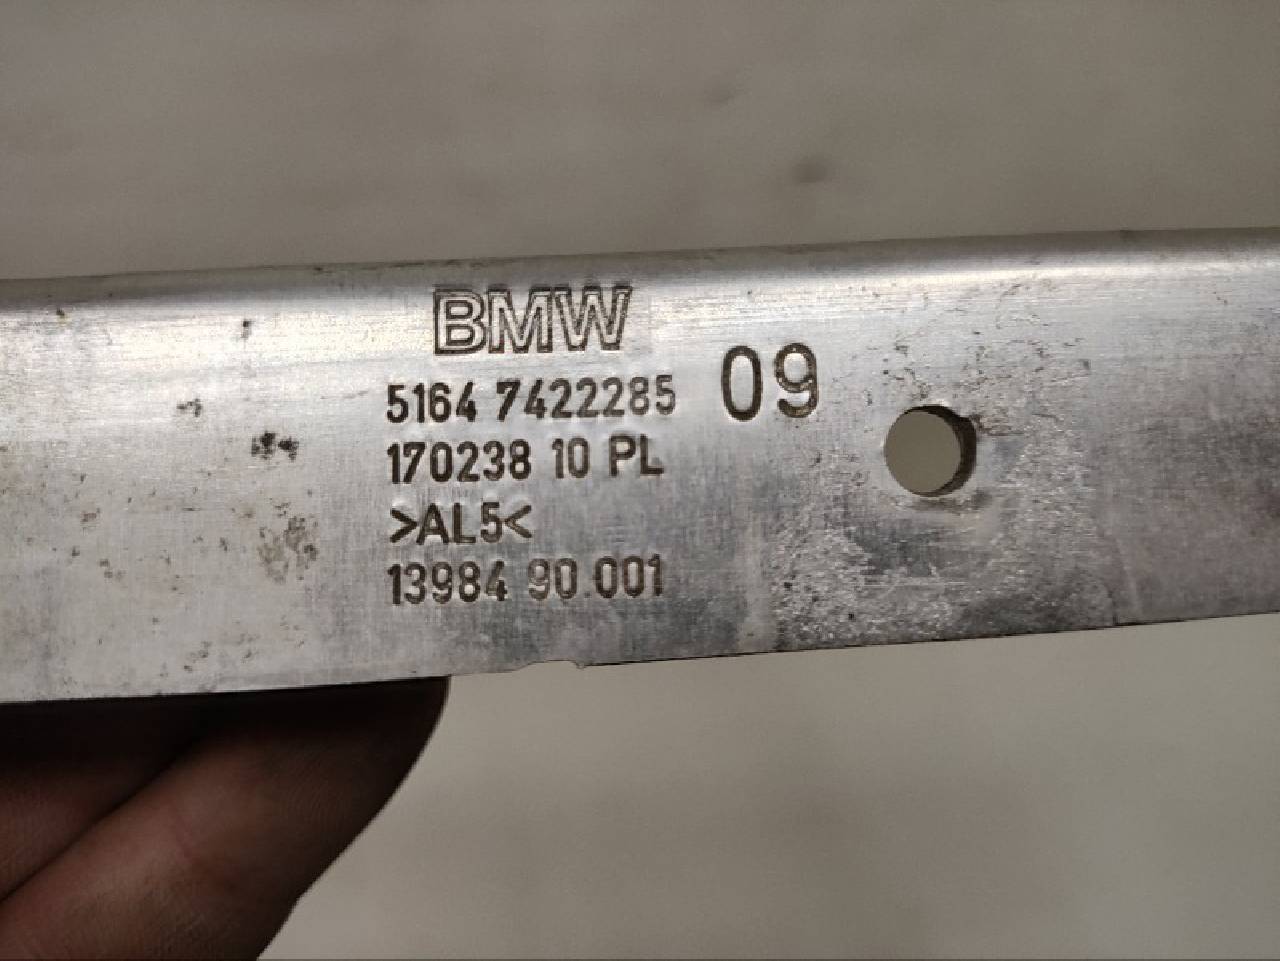 BMW
5164 7422285 09
170238 10 PL
>AL5<
13984 90 001